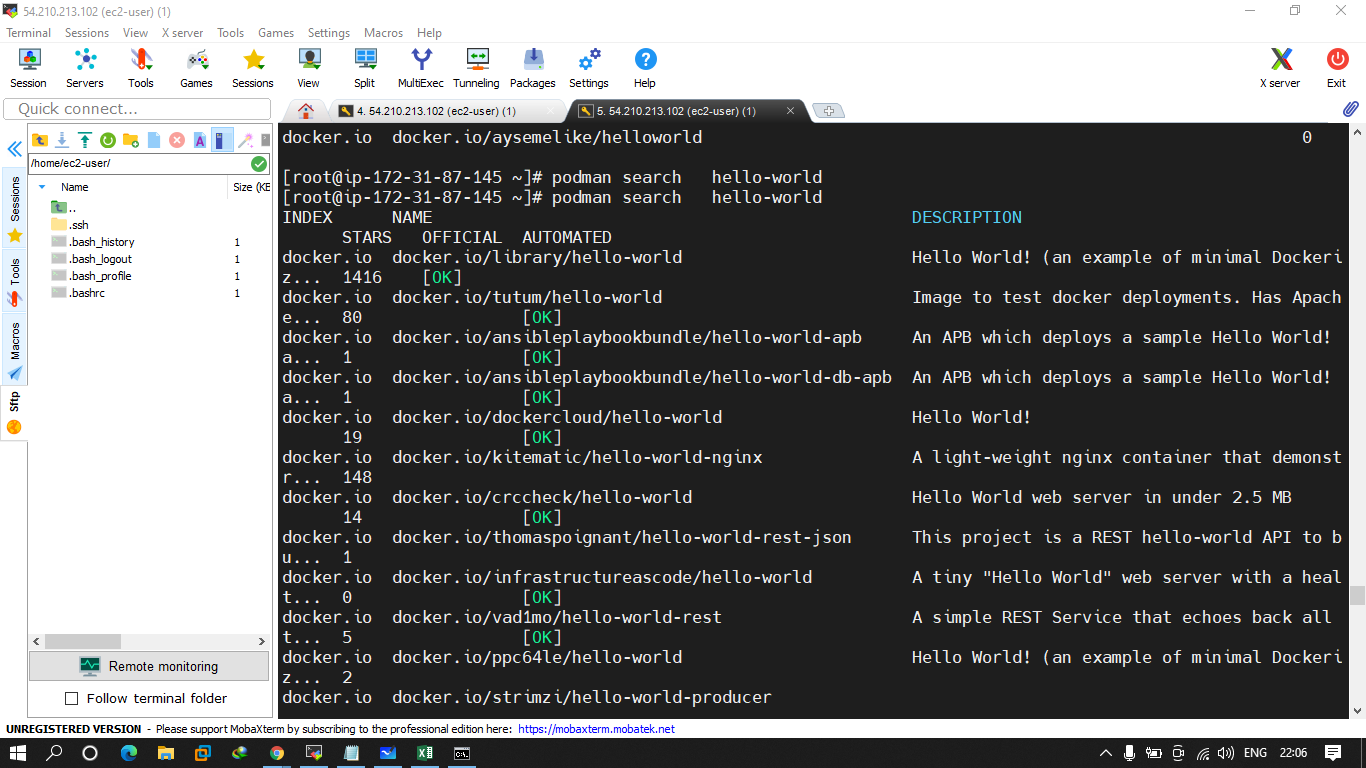 54.210.213.102 (ec2-user) (1)
Terminal Sessions View X server Tools Games Settings Macros Help
Session Servers Tools Games Sessions View Split MultiExec Tunneling Packages Settings Help X server Exit
Quick connect...
4. 54.210.213.102 (ec2-user) (1)
5. 54.210.213.102 (ec2-user) (1)
/home/ec2-user/
Name Size (KB
..
.ssh
.bash_history 1
.bash_logout 1
.bash_profile 1
.bashrc 1
Sessions
Tools
Macros
Sftp
Remote monitoring
Follow terminal folder
docker.io docker.io/aysemelike/helloworld 0
[root@ip-172-31-87-145 ~]# podman search hello-world
[root@ip-172-31-87-145 ~]# podman search hello-world
INDEX NAME DESCRIPTION
STARS OFFICIAL AUTOMATED
docker.io docker.io/library/hello-world Hello World! (an example of minimal Dockeri
z... 1416 [OK]
docker.io docker.io/tutum/hello-world Image to test docker deployments. Has Apach
e... 80 [OK]
docker.io docker.io/ansibleplaybookbundle/hello-world-apb An APB which deploys a sample Hello World!
a... 1 [OK]
docker.io docker.io/ansibleplaybookbundle/hello-world-db-apb An APB which deploys a sample Hello World!
a... 1 [OK]
docker.io docker.io/dockercloud/hello-world Hello World!
19 [OK]
docker.io docker.io/kitematic/hello-world-nginx A light-weight nginx container that demonst
r... 148
docker.io docker.io/crccheck/hello-world Hello World web server in under 2.5 MB
14 [OK]
docker.io docker.io/thomaspoignant/hello-world-rest-json This project is a REST hello-world API to b
u... 1
docker.io docker.io/infrastructureascode/hello-world A tiny "Hello World" web server with a heal
t... 0 [OK]
docker.io docker.io/vad1mo/hello-world-rest A simple REST Service that echoes back all
t... 5 [OK]
docker.io docker.io/ppc64le/hello-world Hello World! (an example of minimal Dockeri
z... 2
docker.io docker.io/strimzi/hello-world-producer
UNREGISTERED VERSION - Please support MobaXterm by subscribing to the professional edition here: https://mobaxterm.mobatek.net
ENG 22:06